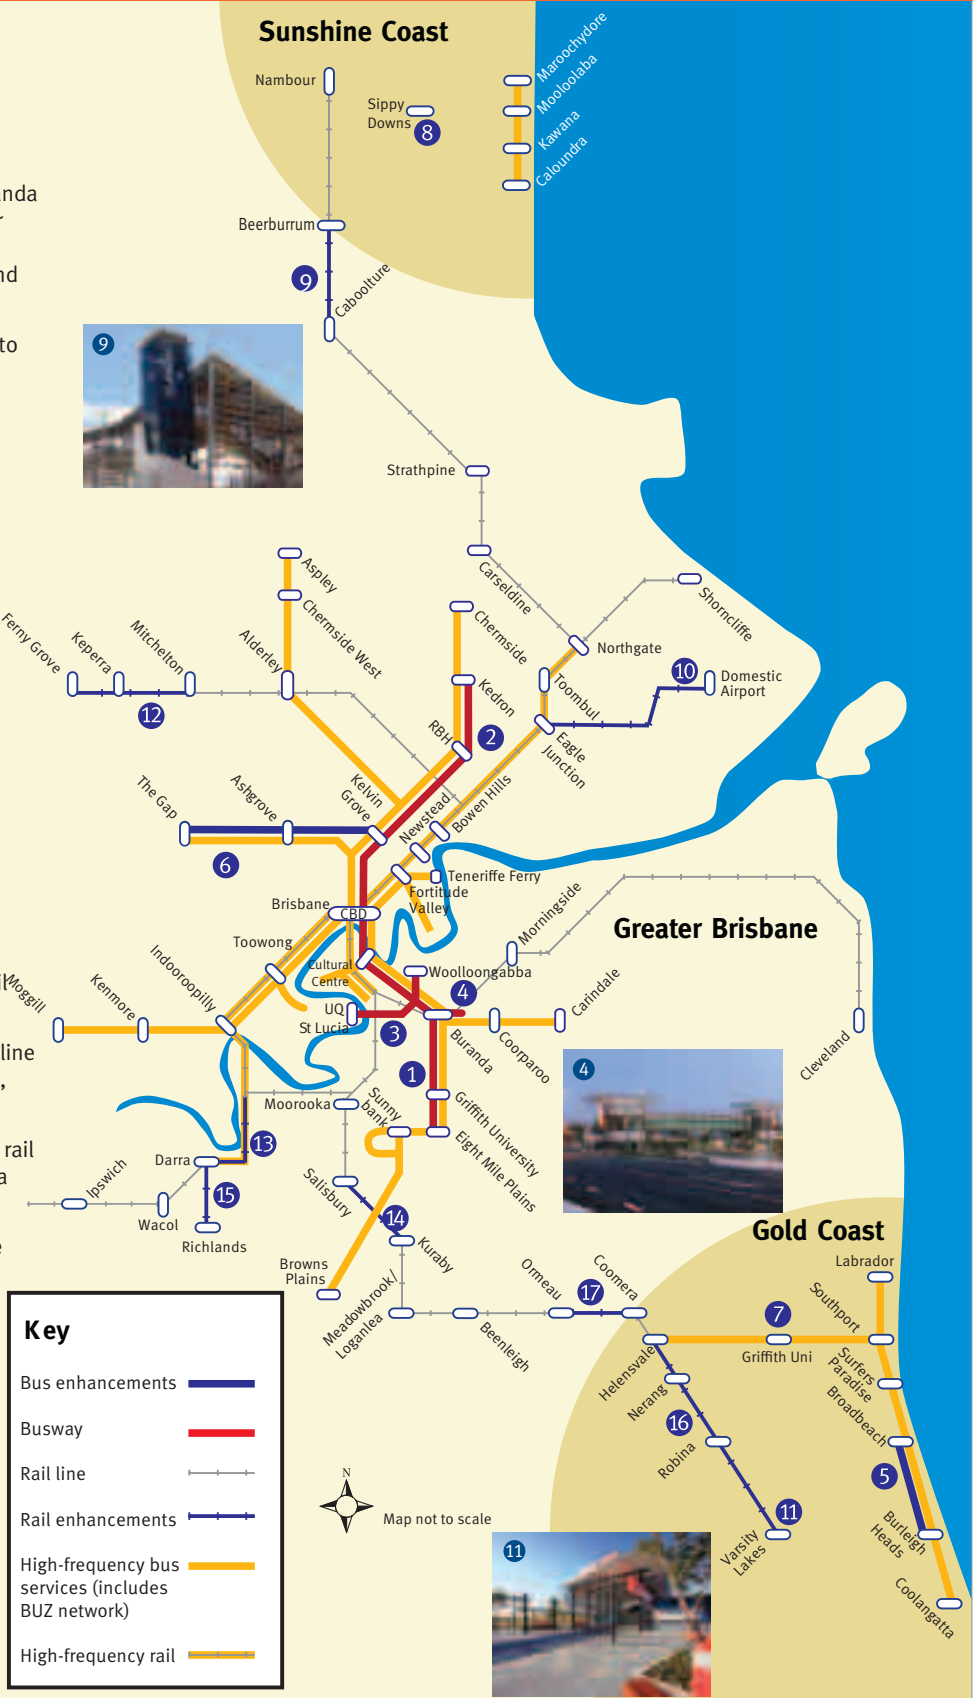 Sunshine Coast
Nambour
Sippy
Downs
8
Maroochydore
Mooloolaba
Kawana
Caloundra
Beerburrum
9
Caboolture
9
Strathpine
Carseldine
Shorncliffe
Northgate
Aspley
Chermside West
Alderley
Chermside
Kedron
Toombul
10
Domestic
Airport
Ferny Grove
Keperra
Mitchelton
12
RBH
2
Eagle
Junction
The Gap
Ashgrove
Kelvin
Grove
Newstead
Bowen Hills
6
Teneriffe Ferry
Fortitude
Valley
Brisbane
CBD
Toowong
Indooroopilly
Cultural
Centre
Morningside
Greater Brisbane
Moggill
Kenmore
Woolloongabba
4
UQ
St Lucia
3
Carindale
Coorparoo
Buranda
Cleveland
1
4
Moorooka
Sunny
bank
Griffith University
Eight Mile Plains
13
Darra
Ipswich
15
Wacol
Richlands
Salisbury
14
Kuraby
Browns
Plains
Meadowbrook/
Loganlea
Beenleigh
Ormeau
17
Coomera
Gold Coast
Labrador
Southport
7
Griffith Uni
Helensvale
Surfers
Paradise
Nerang
Broadbeach
16
Robina
5
11
Varsity
Lakes
Burleigh
Heads
Coolangatta
11
Key
Bus enhancements
Busway
Rail line
Rail enhancements
High-frequency bus
services (includes
BUZ network)
High-frequency rail
N
Map not to scale
anda
nd
to
line
,
rail
a
e